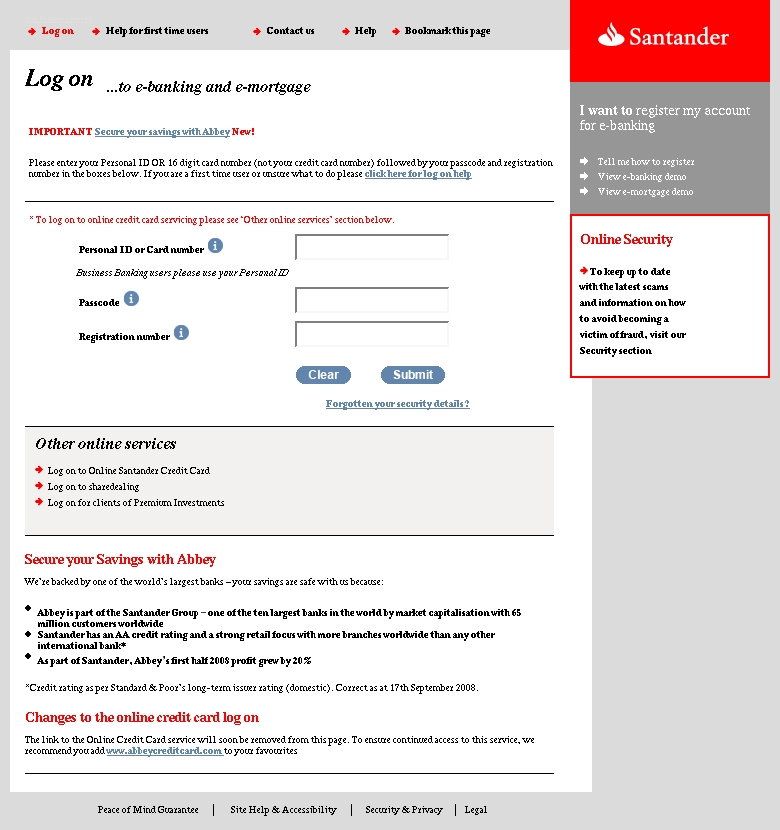 Log on
Help for first time users
Contact us
Help
Bookmark this page
Santander
Log on ...to e-banking and e-mortgage
I want to register my account
for e-banking
Tell me how to register
View e-banking demo
View e-mortgage demo
IMPORTANT Secure your savings with Abbey New!
Please enter your Personal ID OR 16 digit card number (not your credit card number) followed by your passcode and registration
number in the boxes below. If you are a first time user or unsure what to do please click here for log on help
* To log on to online credit card servicing please see 'Other online services' section below.
Personal ID or Card number i
Business Banking users please use your Personal ID
Passcode i
Registration number i
Clear
Submit
Forgotten your security details?
Online Security
To keep up to date
with the latest scams
and information on how
to avoid becoming a
victim of fraud, visit our
Security section
Other online services
Log on to Online Santander Credit Card
Log on to sharedealing
Log on for clients of Premium Investments
Secure your Savings with Abbey
We're backed by one of the world's largest banks – your savings are safe with us because:
Abbey is part of the Santander Group – one of the ten largest banks in the world by market capitalisation with 65
million customers worldwide
Santander has an AA credit rating and a strong retail focus with more branches worldwide than any other
international bank*
As part of Santander, Abbey's first half 2008 profit grew by 20%
*Credit rating as per Standard & Poor's long-term issuer rating (domestic). Correct as at 17th September 2008.
Changes to the online credit card log on
The link to the Online Credit Card service will soon be removed from this page. To ensure continued access to this service, we
recommend you add www.abbeycreditcard.com to your favourites
Peace of Mind Guarantee | Site Help & Accessibility | Security & Privacy | Legal